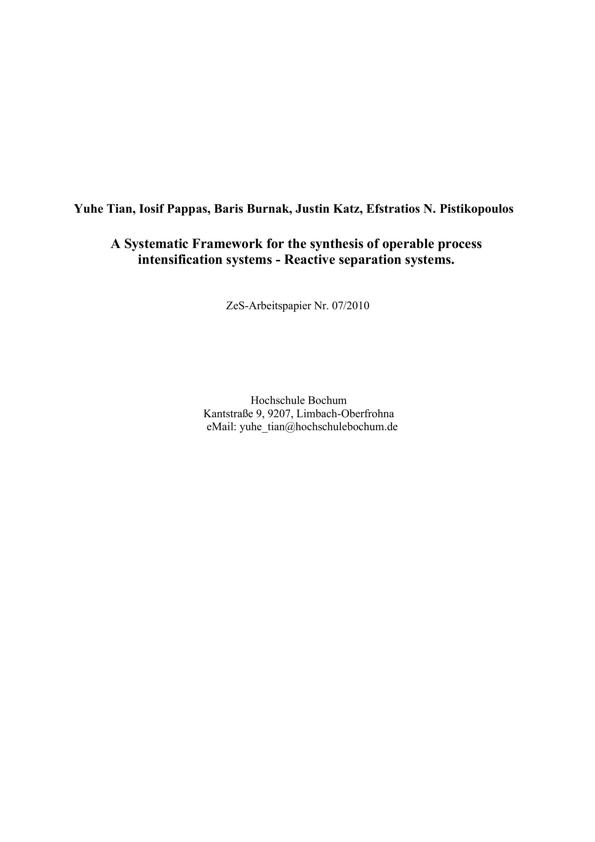 Yuhe Tian, Iosif Pappas, Baris Burnak, Justin Katz, Efstratios N. Pistikopoulos
A Systematic Framework for the synthesis of operable process
intensification systems - Reactive separation systems.
ZeS-Arbeitspapier Nr. 07/2010
Hochschule Bochum
Kantstraße 9, 9207, Limbach-Oberfrohna
eMail: yuhe_tian@hochschulebochum.de